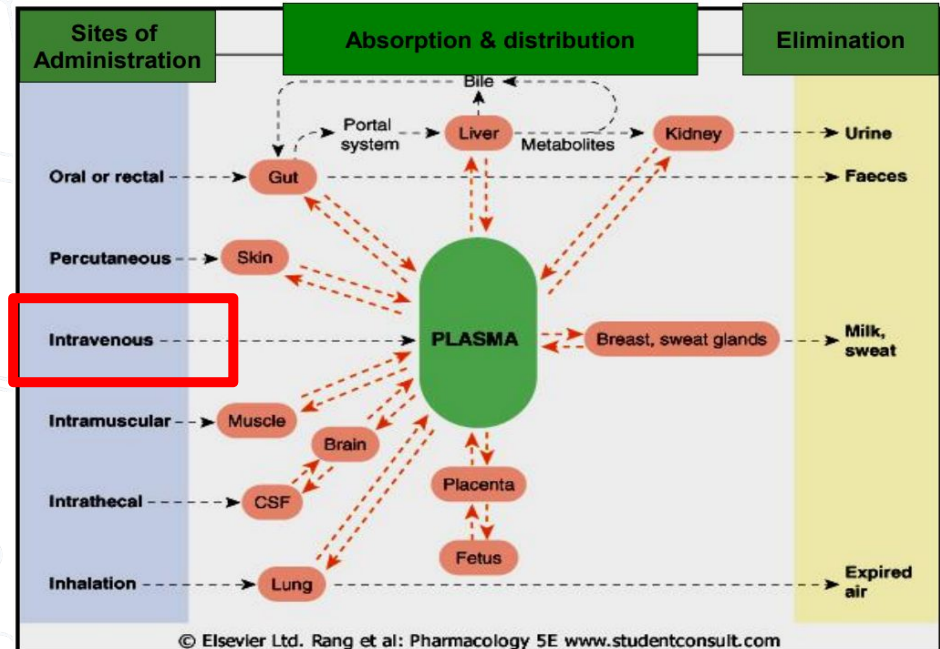 Sites of
Administration
Absorption & distribution
Elimination
Bile
Portal
system
Liver
Metabolites
Kidney
Urine
Oral or rectal
Gut
Faeces
Percutaneous
Skin
Intravenous
PLASMA
Breast, sweat glands
Milk,
sweat
Intramuscular
Muscle
Brain
Intrathecal
CSF
Placenta
Fetus
Inhalation
Lung
Expired
air
© Elsevier Ltd. Rang et al: Pharmacology 5E www.studentconsult.com